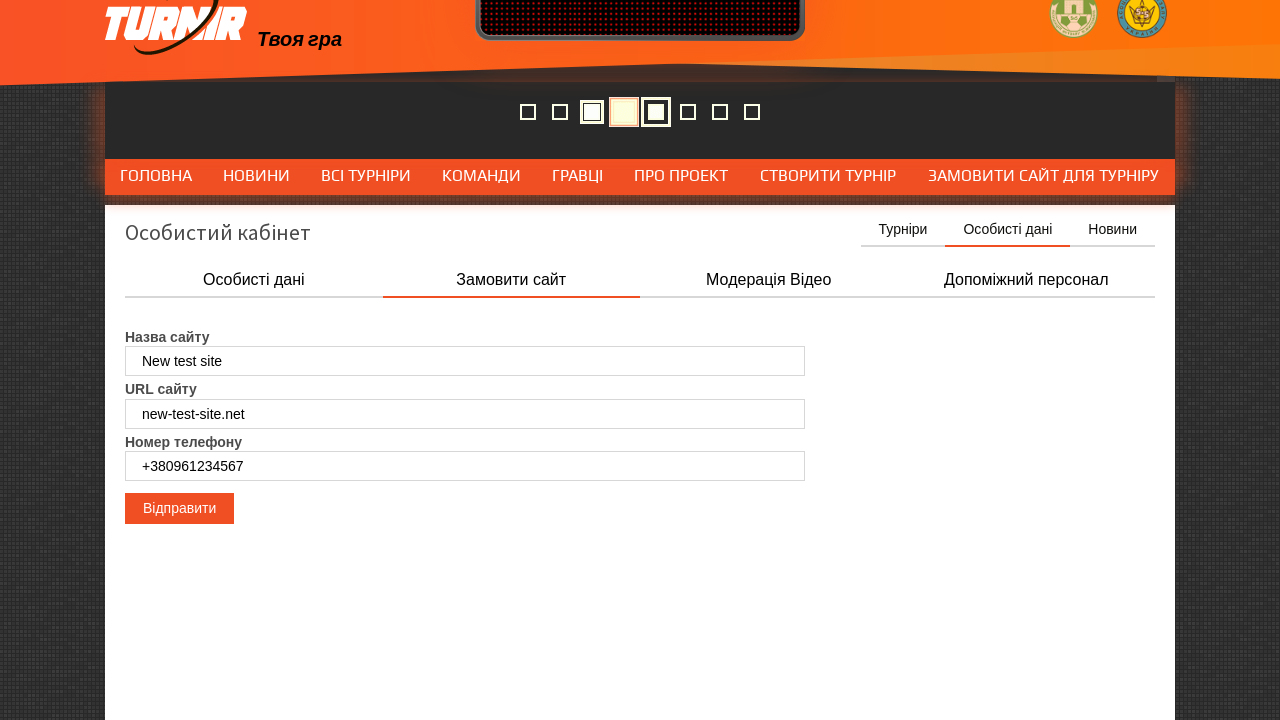 TURNIR
Твоя гра
ГОЛОВНА НОВИНИ ВСІ ТУРНІРИ КОМАНДИ ГРАВЦІ ПРО ПРОЕКТ СТВОРИТИ ТУРНІР ЗАМОВИТИ САЙТ ДЛЯ ТУРНІРУ
Особистий кабінет
Турніри Особисті дані Новини
Особисті дані Замовити сайт Модерація Відео Допоміжний персонал
Назва сайту
New test site
URL сайту
new-test-site.net
Номер телефону
+380961234567
Відправити